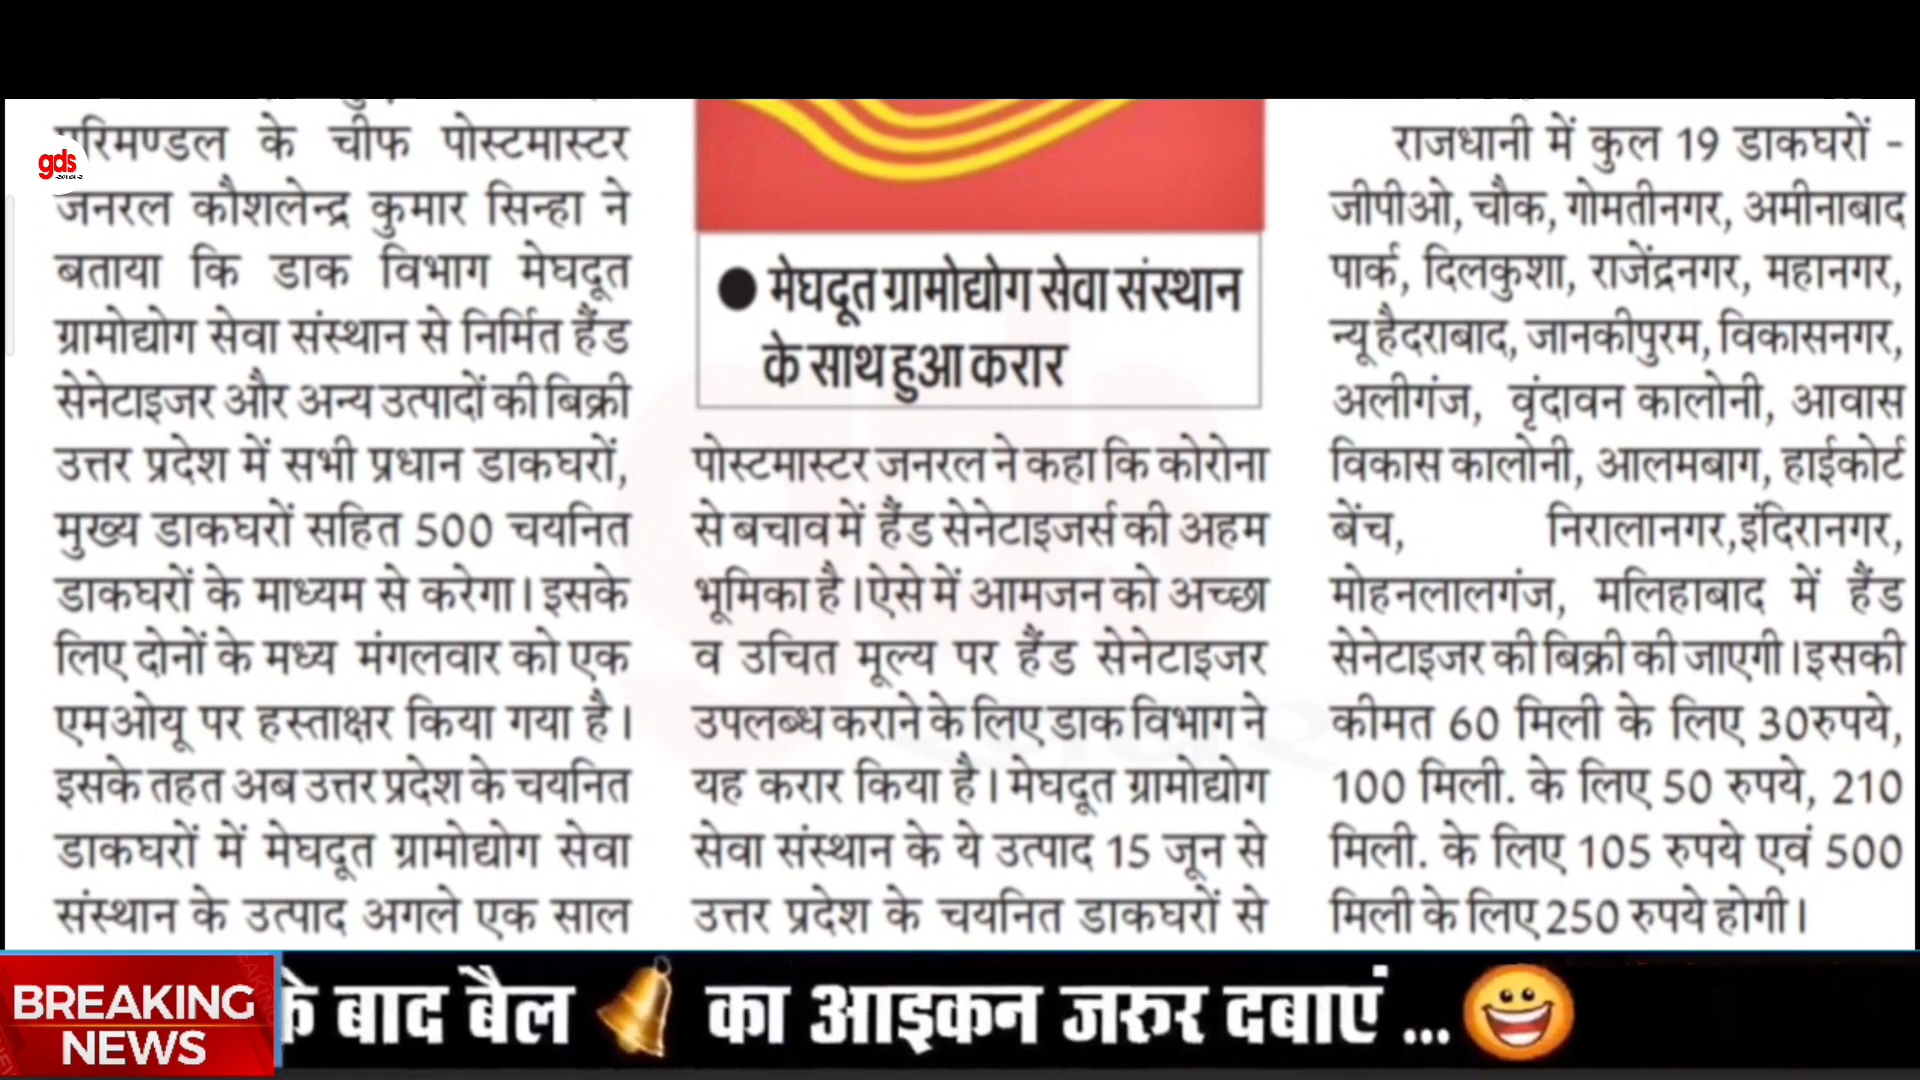 gds
परिमण्डल के चीफ पोस्टमास्टर
जनरल कौशलेन्द्र कुमार सिन्हा ने
बताया कि डाक विभाग मेघदूत
ग्रामोद्योग सेवा संस्थान से निर्मित हैंड
सेनेटाइजर और अन्य उत्पादों की बिक्री
उत्तर प्रदेश में सभी प्रधान डाकघरों,
मुख्य डाकघरों सहित 500 चयनित
डाकघरों के माध्यम से करेगा। इसके
लिए दोनों के मध्य मंगलवार को एक
एमओयू पर हस्ताक्षर किया गया है।
इसके तहत अब उत्तर प्रदेश के चयनित
डाकघरों में मेघदूत ग्रामोद्योग सेवा
संस्थान के उत्पाद अगले एक साल
● मेघदूत ग्रामोद्योग सेवा संस्थान
के साथ हुआ करार
पोस्टमास्टर जनरल ने कहा कि कोरोना
से बचाव में हैंड सेनेटाइजर्स की अहम
भूमिका है। ऐसे में आमजन को अच्छा
व उचित मूल्य पर हैंड सेनेटाइजर
उपलब्ध कराने के लिए डाक विभाग ने
यह करार किया है। मेघदूत ग्रामोद्योग
सेवा संस्थान के ये उत्पाद 15 जून से
उत्तर प्रदेश के चयनित डाकघरों से
राजधानी में कुल 19 डाकघरों -
जीपीओ, चौक, गोमतीनगर, अमीनाबाद
पार्क, दिलकुशा, राजेंद्रनगर, महानगर,
न्यू हैदराबाद, जानकीपुरम, विकासनगर,
अलीगंज, वृंदावन कालोनी, आवास
विकास कालोनी, आलमबाग, हाईकोर्ट
बेंच, निरालानगर,इंदिरानगर,
मोहनलालगंज, मलिहाबाद में हैंड
सेनेटाइजर की बिक्री की जाएगी। इसकी
कीमत 60 मिली के लिए 30रुपये,
100 मिली. के लिए 50 रुपये, 210
मिली. के लिए 105 रुपये एवं 500
मिली के लिए 250 रुपये होगी।
BREAKING
NEWS
के बाद बैल 🔔 का आइकन जरुर दबाएं ... 😀